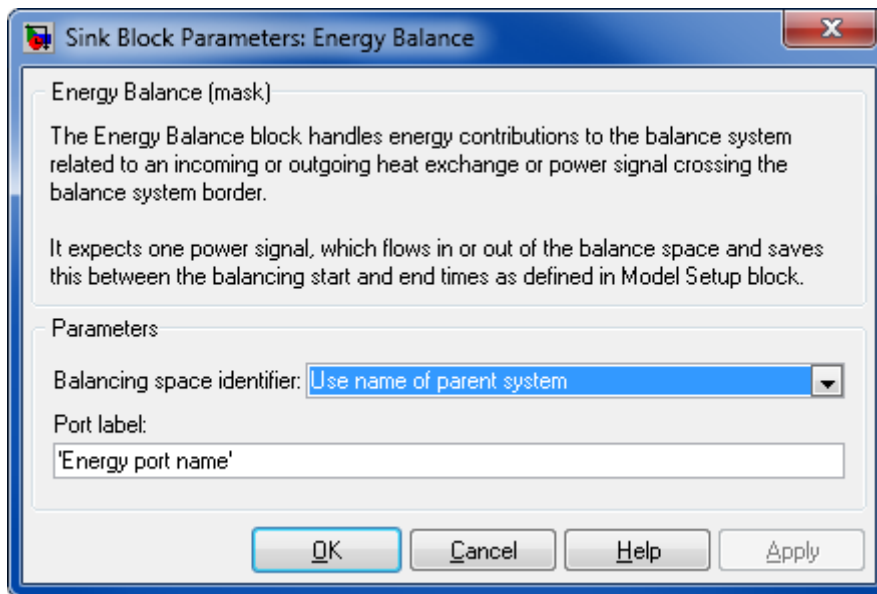 Sink Block Parameters: Energy Balance
Energy Balance (mask)
The Energy Balance block handles energy contributions to the balance system
related to an incoming or outgoing heat exchange or power signal crossing the
balance system border.
It expects one power signal, which flows in or out of the balance space and saves
this between the balancing start and end times as defined in Model Setup block.
Parameters
Balancing space identifier: Use name of parent system
Port label:
'Energy port name'
OK Cancel Help Apply